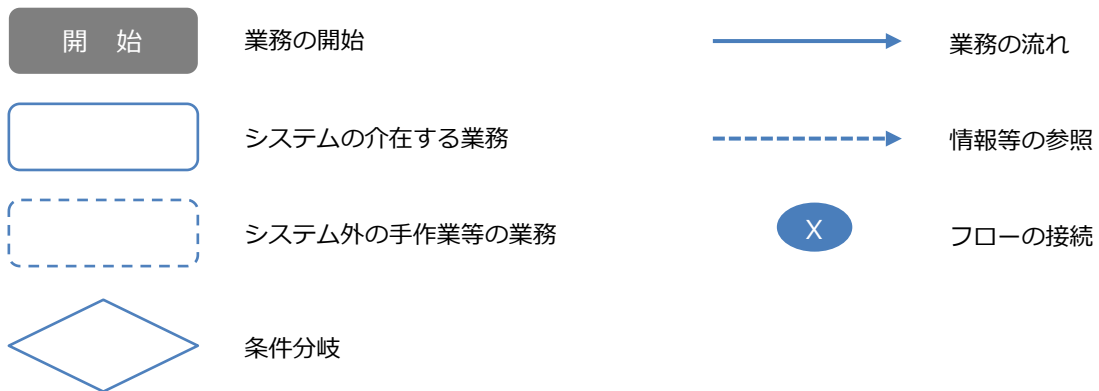 開　始
業務の開始
業務の流れ
システムの介在する業務
情報等の参照
システム外の手作業等の業務
X
フローの接続
条件分岐